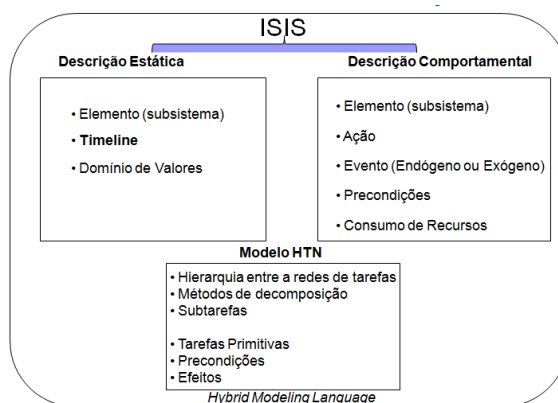 ISIS
Descrição Estática
• Elemento (subsistema)
• Timeline
• Domínio de Valores
Descrição Comportamental
• Elemento (subsistema)
• Ação
• Evento (Endógeno ou Exógeno)
• Precondições
• Consumo de Recursos
Modelo HTN
• Hierarquia entre a redes de tarefas
• Métodos de decomposição
• Subtarefas
• Tarefas Primitivas
• Precondições
• Efeitos
Hybrid Modeling Language